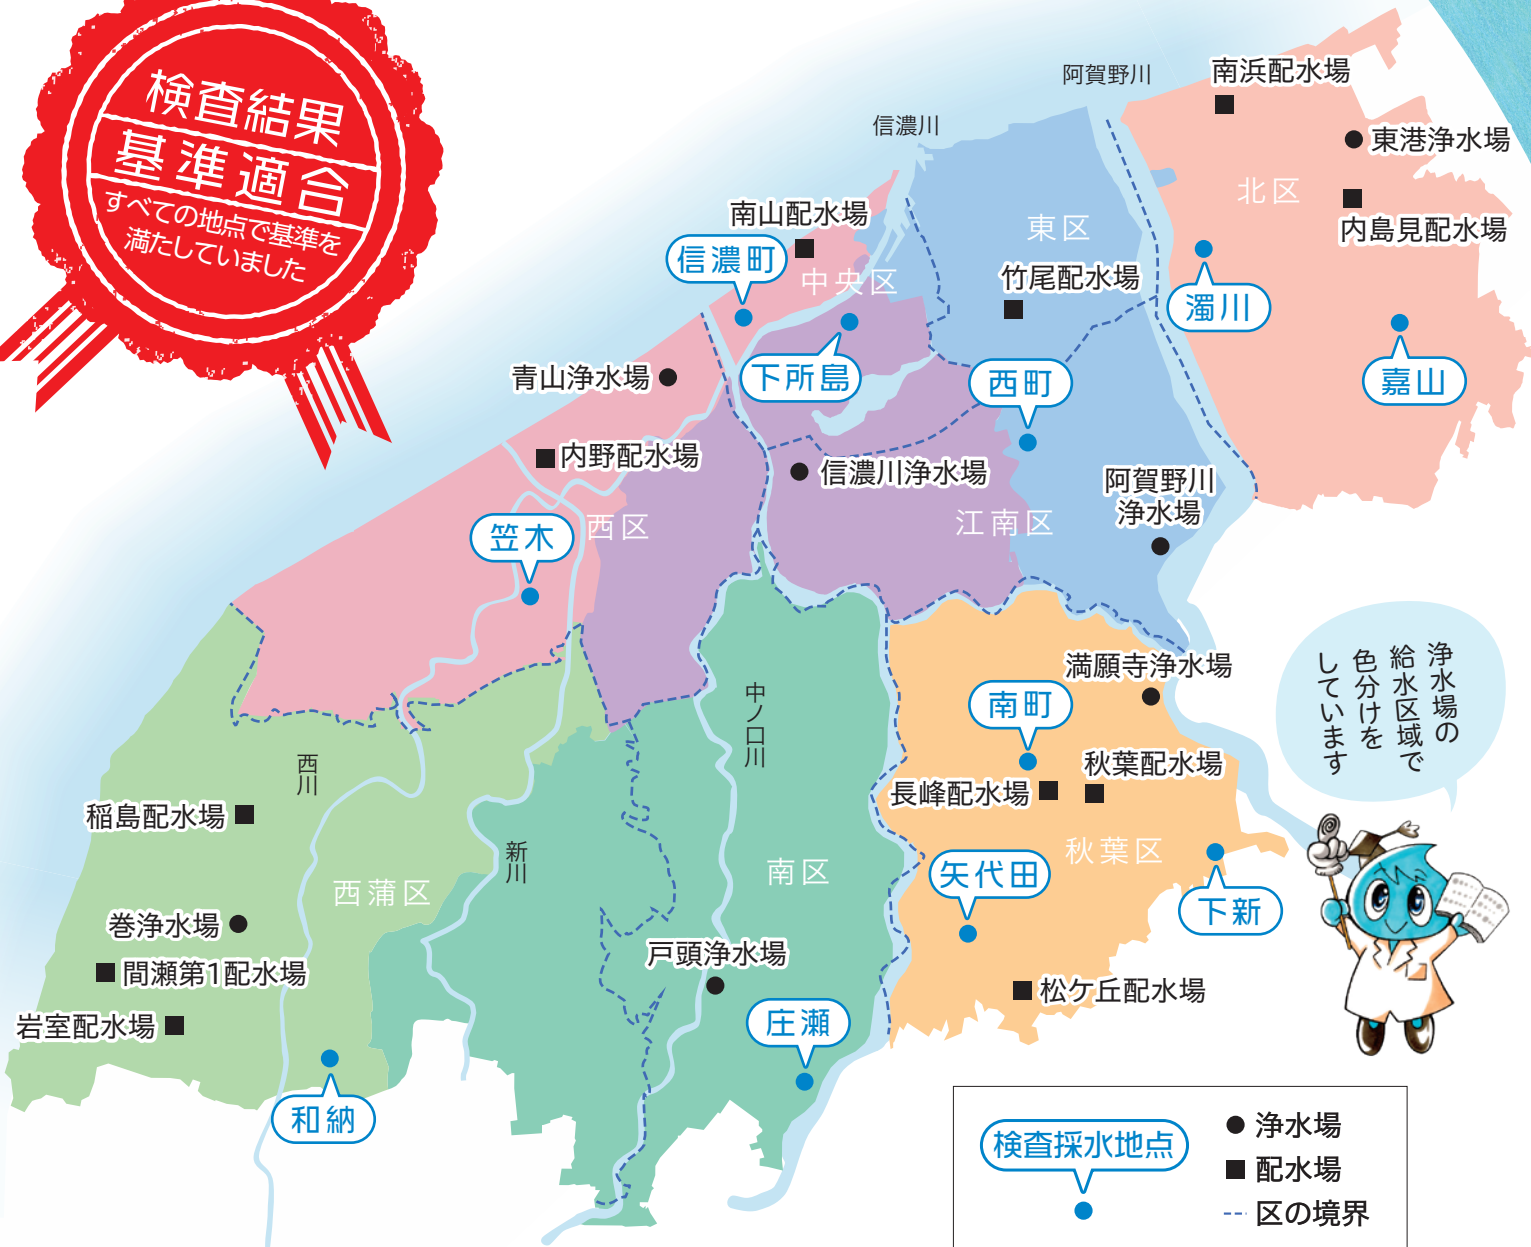 検査結果
基準適合
すべての地点で基準を
満たしていました
阿賀野川
南浜配水場
信濃川
東港浄水場
北区
南山配水場
内島見配水場
東区
信濃町
中央区
竹尾配水場
濁川
青山浄水場
下所島
西町
嘉山
内野配水場
信濃川浄水場
阿賀野川
浄水場
西区
江南区
笠木
浄水場の
給水区域で
色分けを
しています
満願寺浄水場
南町
中ノ口川
西川
秋葉配水場
長峰配水場
稲島配水場
新川
秋葉区
南区
矢代田
西蒲区
下新
巻浄水場
戸頭浄水場
間瀬第1配水場
松ケ丘配水場
岩室配水場
庄瀬
和納
検査採水地点
浄水場
配水場
区の境界